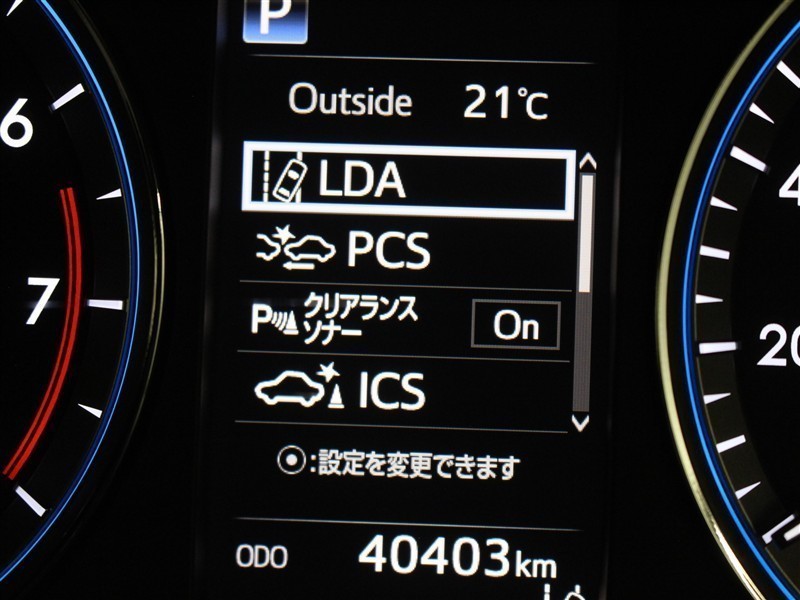 P
Outside 21℃
LDA
PCS
P クリアランス
ソナー
On
ICS
◉:設定を変更できます
ODO 40403km
6
7
4
20